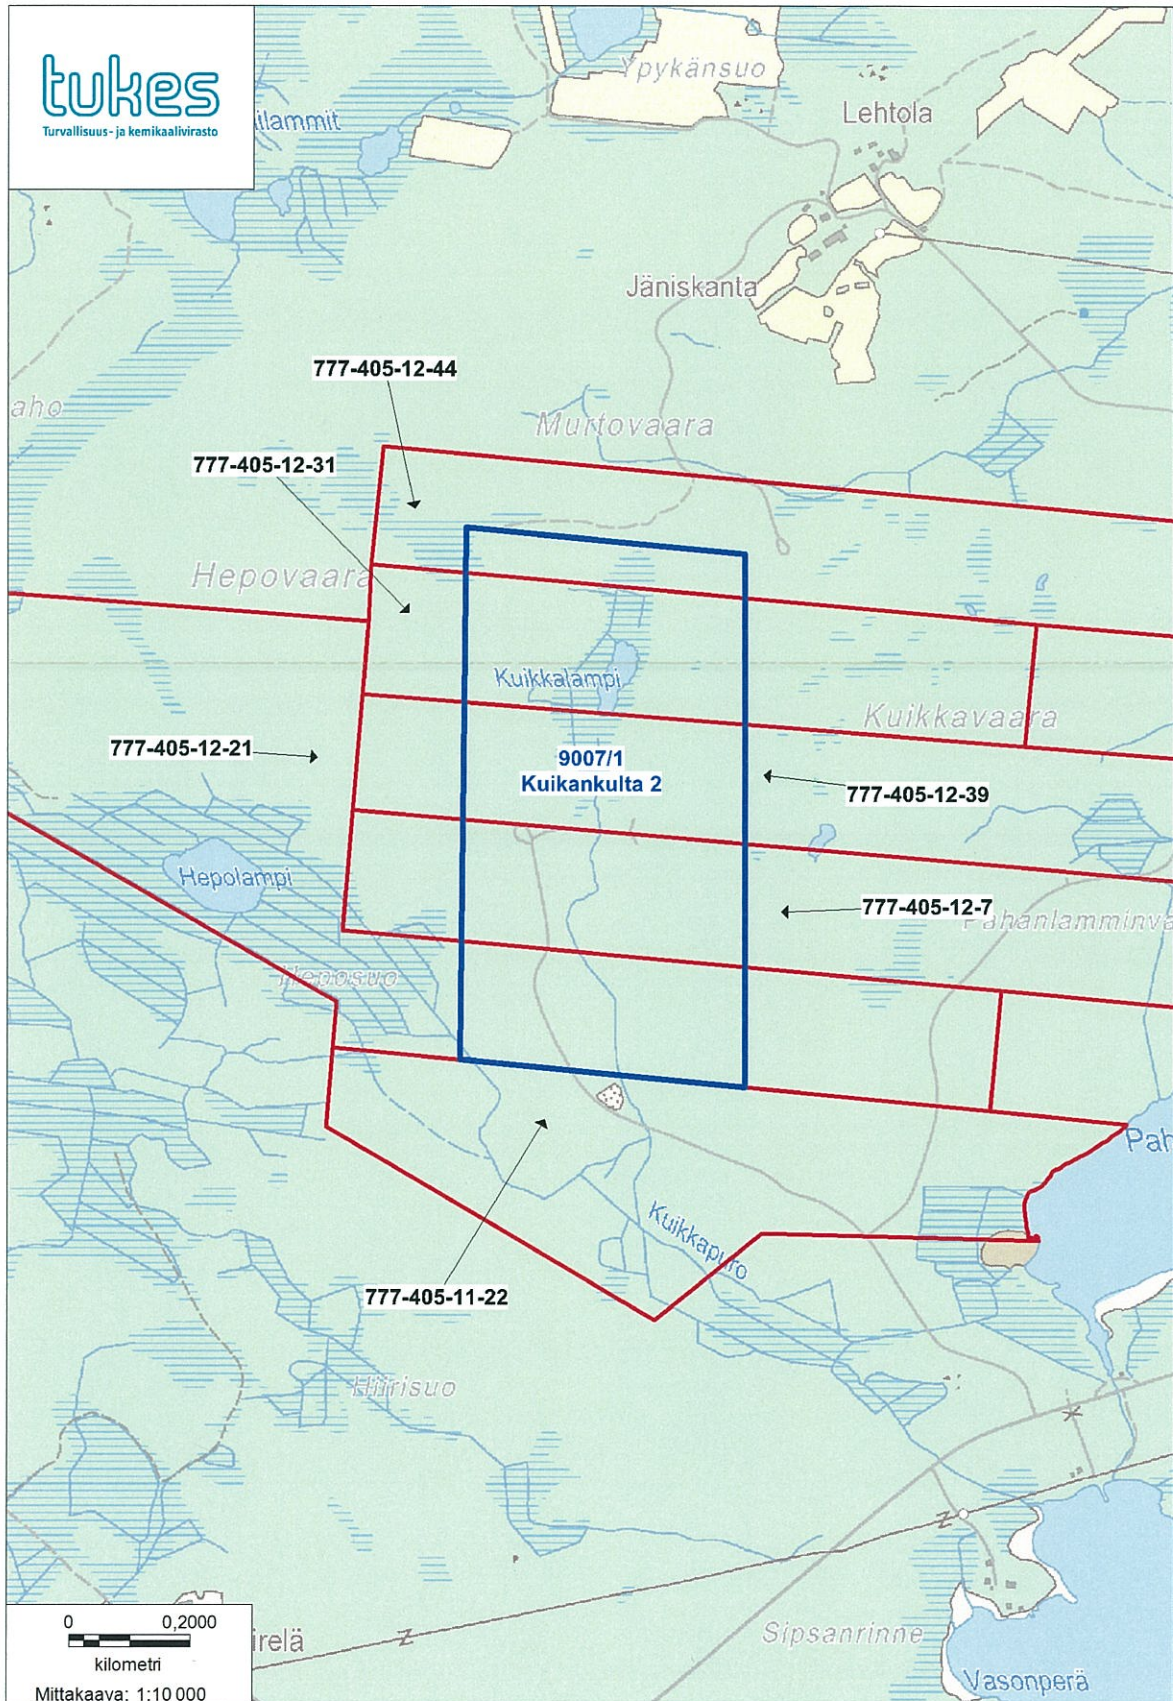 tukes
Turvallisuus- ja kemikaalivirasto
ilammit
Ypykänsuo
Lehtola
Jäniskanta
777-405-12-44
aho
Murtovaara
777-405-12-31
Hepovaara
Kuikkalampi
Kuikkavaara
777-405-12-21
9007/1
Kuikankulta 2
777-405-12-39
Hepolampi
777-405-12-7
Pahanlamminva
Heposuo
Pah
Kuikkapuro
777-405-11-22
Hiirisuo
z
0 0,2000
kilometri
Mittakaava: 1:10 000
irelä
z
Sipsanrinne
Vasonperä